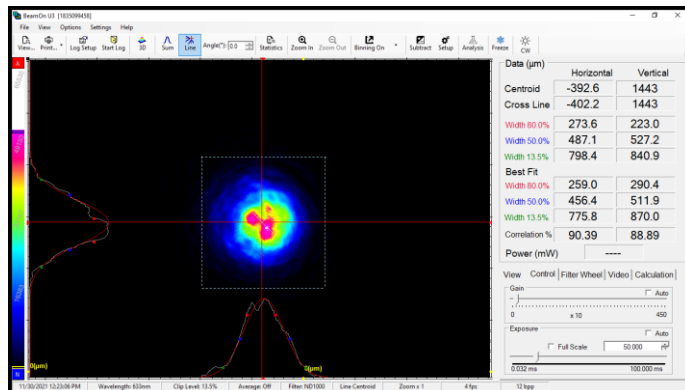 BeamOn U3 [1835099458]
File View Options Settings Help
View... Print... Log Setup Start Log 3D Sum Line Angle(°): 0.0 Statistics Zoom In Zoom Out Binning On Subtract Setup Analysis Freeze CW
A
N
0(µm)
0(µm)
Data (µm)
Horizontal Vertical
Centroid -392.6 1443
Cross Line -402.2 1443
Width 80.0% 273.6 223.0
Width 50.0% 487.1 527.2
Width 13.5% 798.4 840.9
Best Fit
Width 80.0% 259.0 290.4
Width 50.0% 456.4 511.9
Width 13.5% 775.8 870.0
Correlation % 90.39 88.89
Power (mW) ----
View Control Filter Wheel Video Calculation
Gain
Auto
0 x 10 450
Exposure
Auto
Full Scale 50.000
0.032 ms 100.000 ms
11/30/2021 12:23:06 PM Wavelength: 633nm Clip Level: 13.5% Average: Off Filter: ND1000 Line Centroid Zoom x 1 4 fps 12 bpp